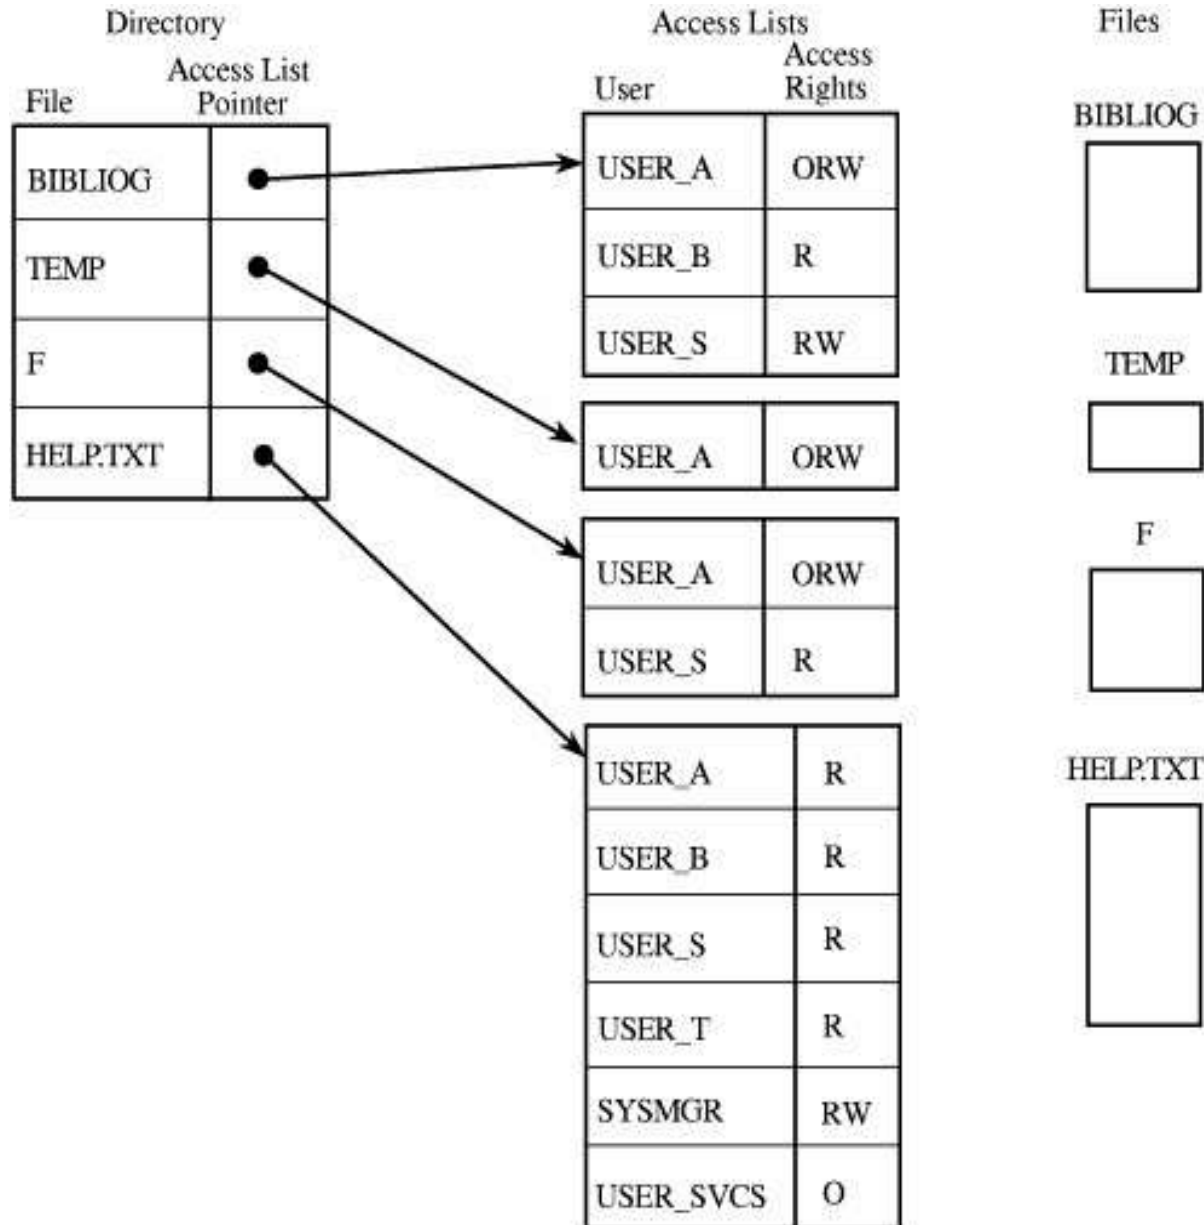 Directory
Access Lists
Files
File
Access List
Pointer
User
Access
Rights
BIBLIOG
TEMP
F
HELP.TXT
USER_A ORW
USER_B R
USER_S RW
USER_A ORW
USER_A ORW
USER_S R
USER_A R
USER_B R
USER_S R
USER_T R
SYSMGR RW
USER_SVCS O
BIBLIOG
TEMP
F
HELP.TXT